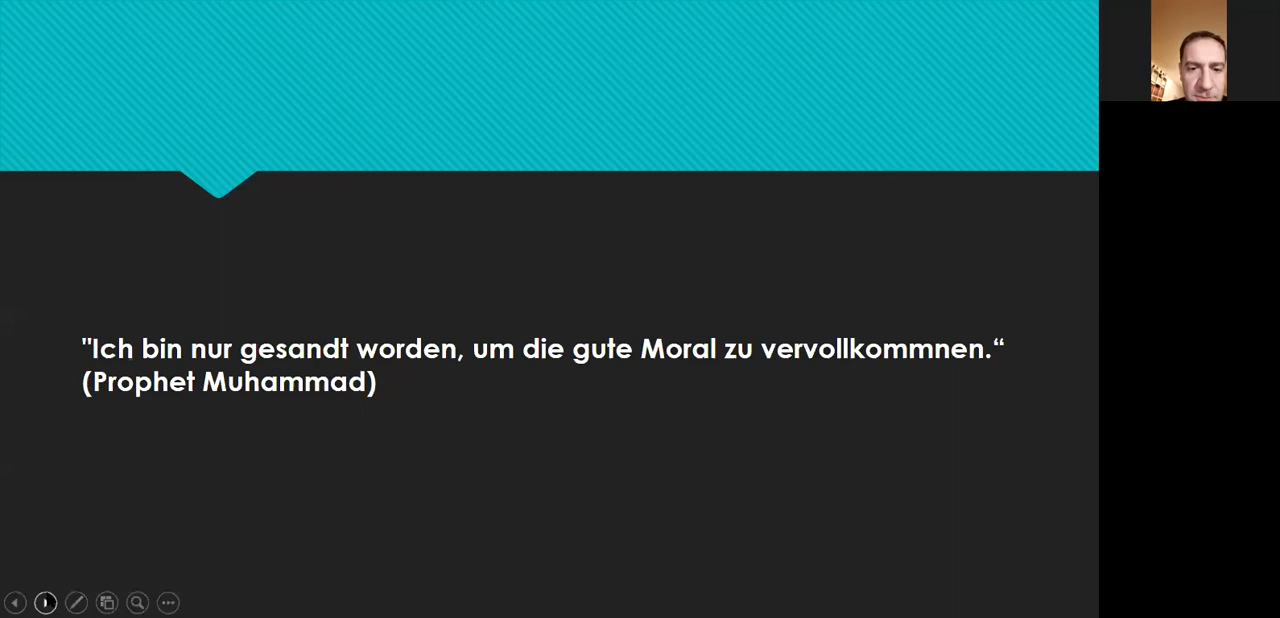 "Ich bin nur gesandt worden, um die gute Moral zu vervollkommnen.“
(Prophet Muhammad)